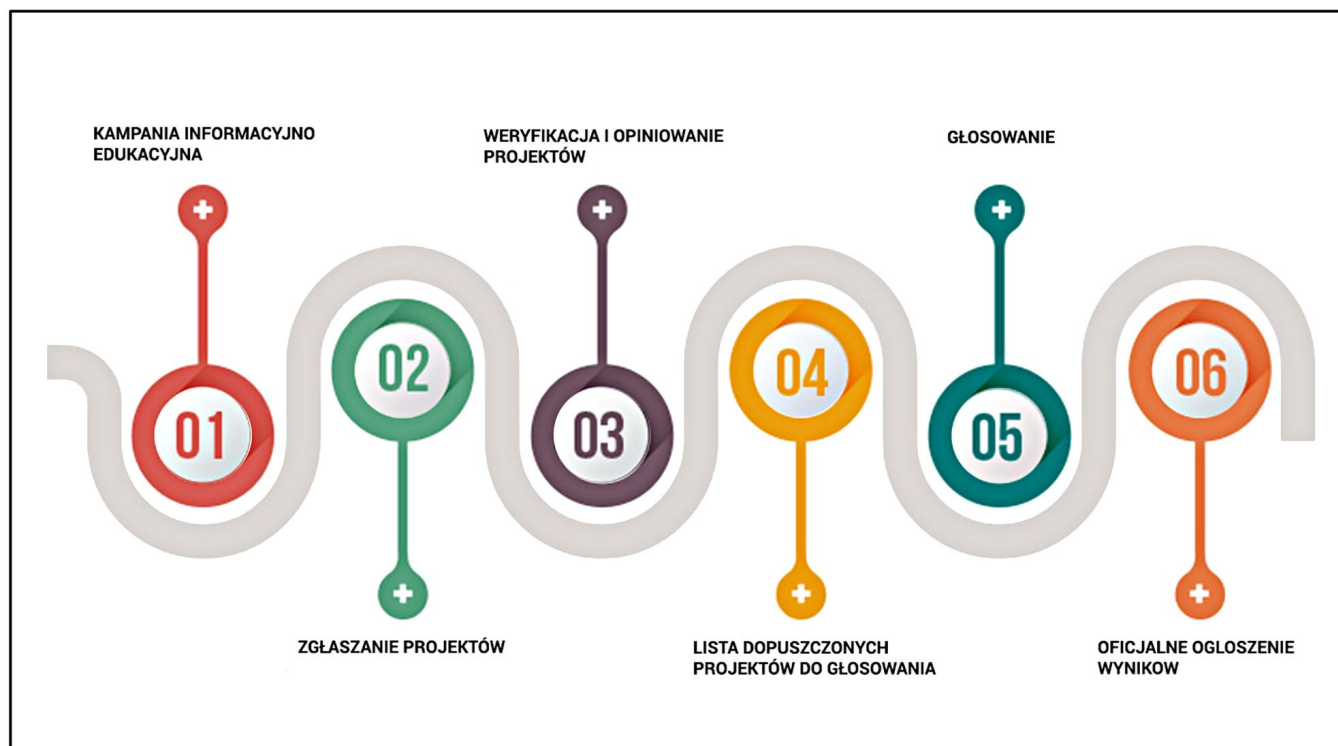 KAMPANIA INFORMACYJNO
EDUKACYJNA
WERYFIKACJA I OPINIOWANIE
PROJEKTÓW
GŁOSOWANIE
01
02
03
04
05
06
ZGŁASZANIE PROJEKTÓW
LISTA DOPUSZCZONYCH
PROJEKTÓW DO GŁOSOWANIA
OFICJALNE OGLOSZENIE
WYNIKOW